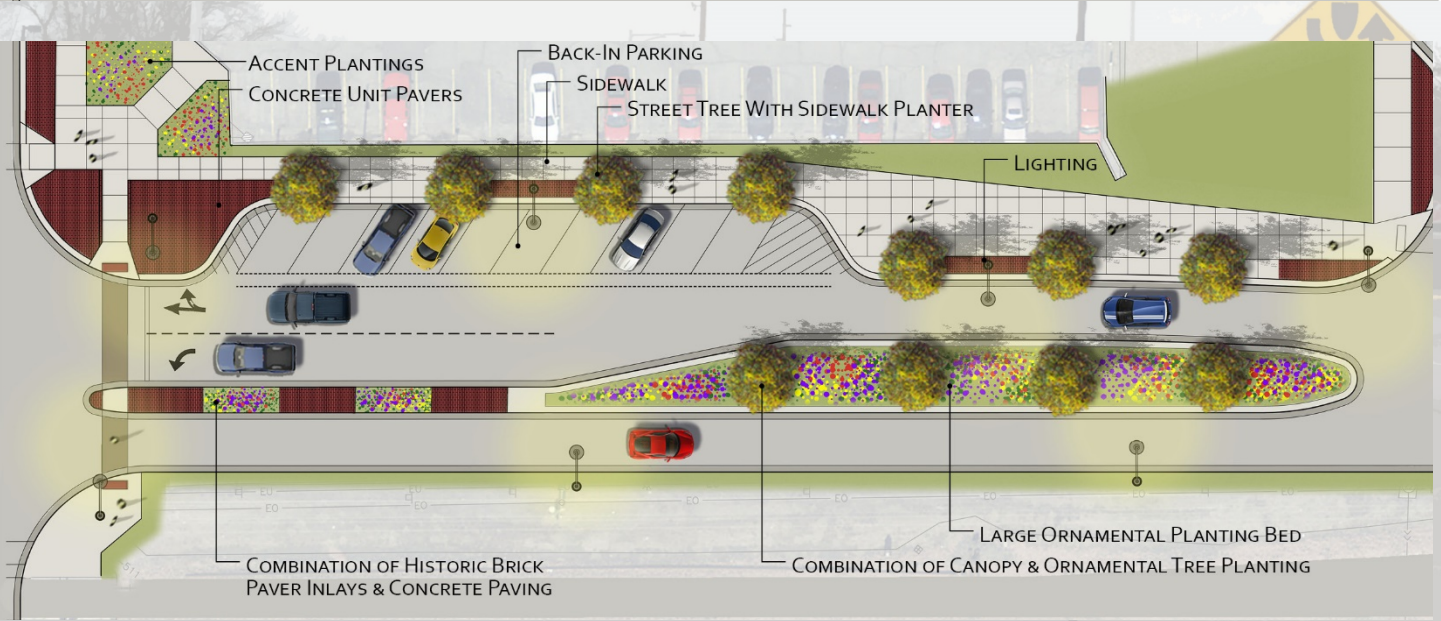 ACCENT PLANTINGS
CONCRETE UNIT PAVERS
BACK-IN PARKING
SIDEWALK
STREET TREE WITH SIDEWALK PLANTER
LIGHTING
LARGE ORNAMENTAL PLANTING BED
COMBINATION OF HISTORIC BRICK
PAVER INLAYS & CONCRETE PAVING
COMBINATION OF CANOPY & ORNAMENTAL TREE PLANTING